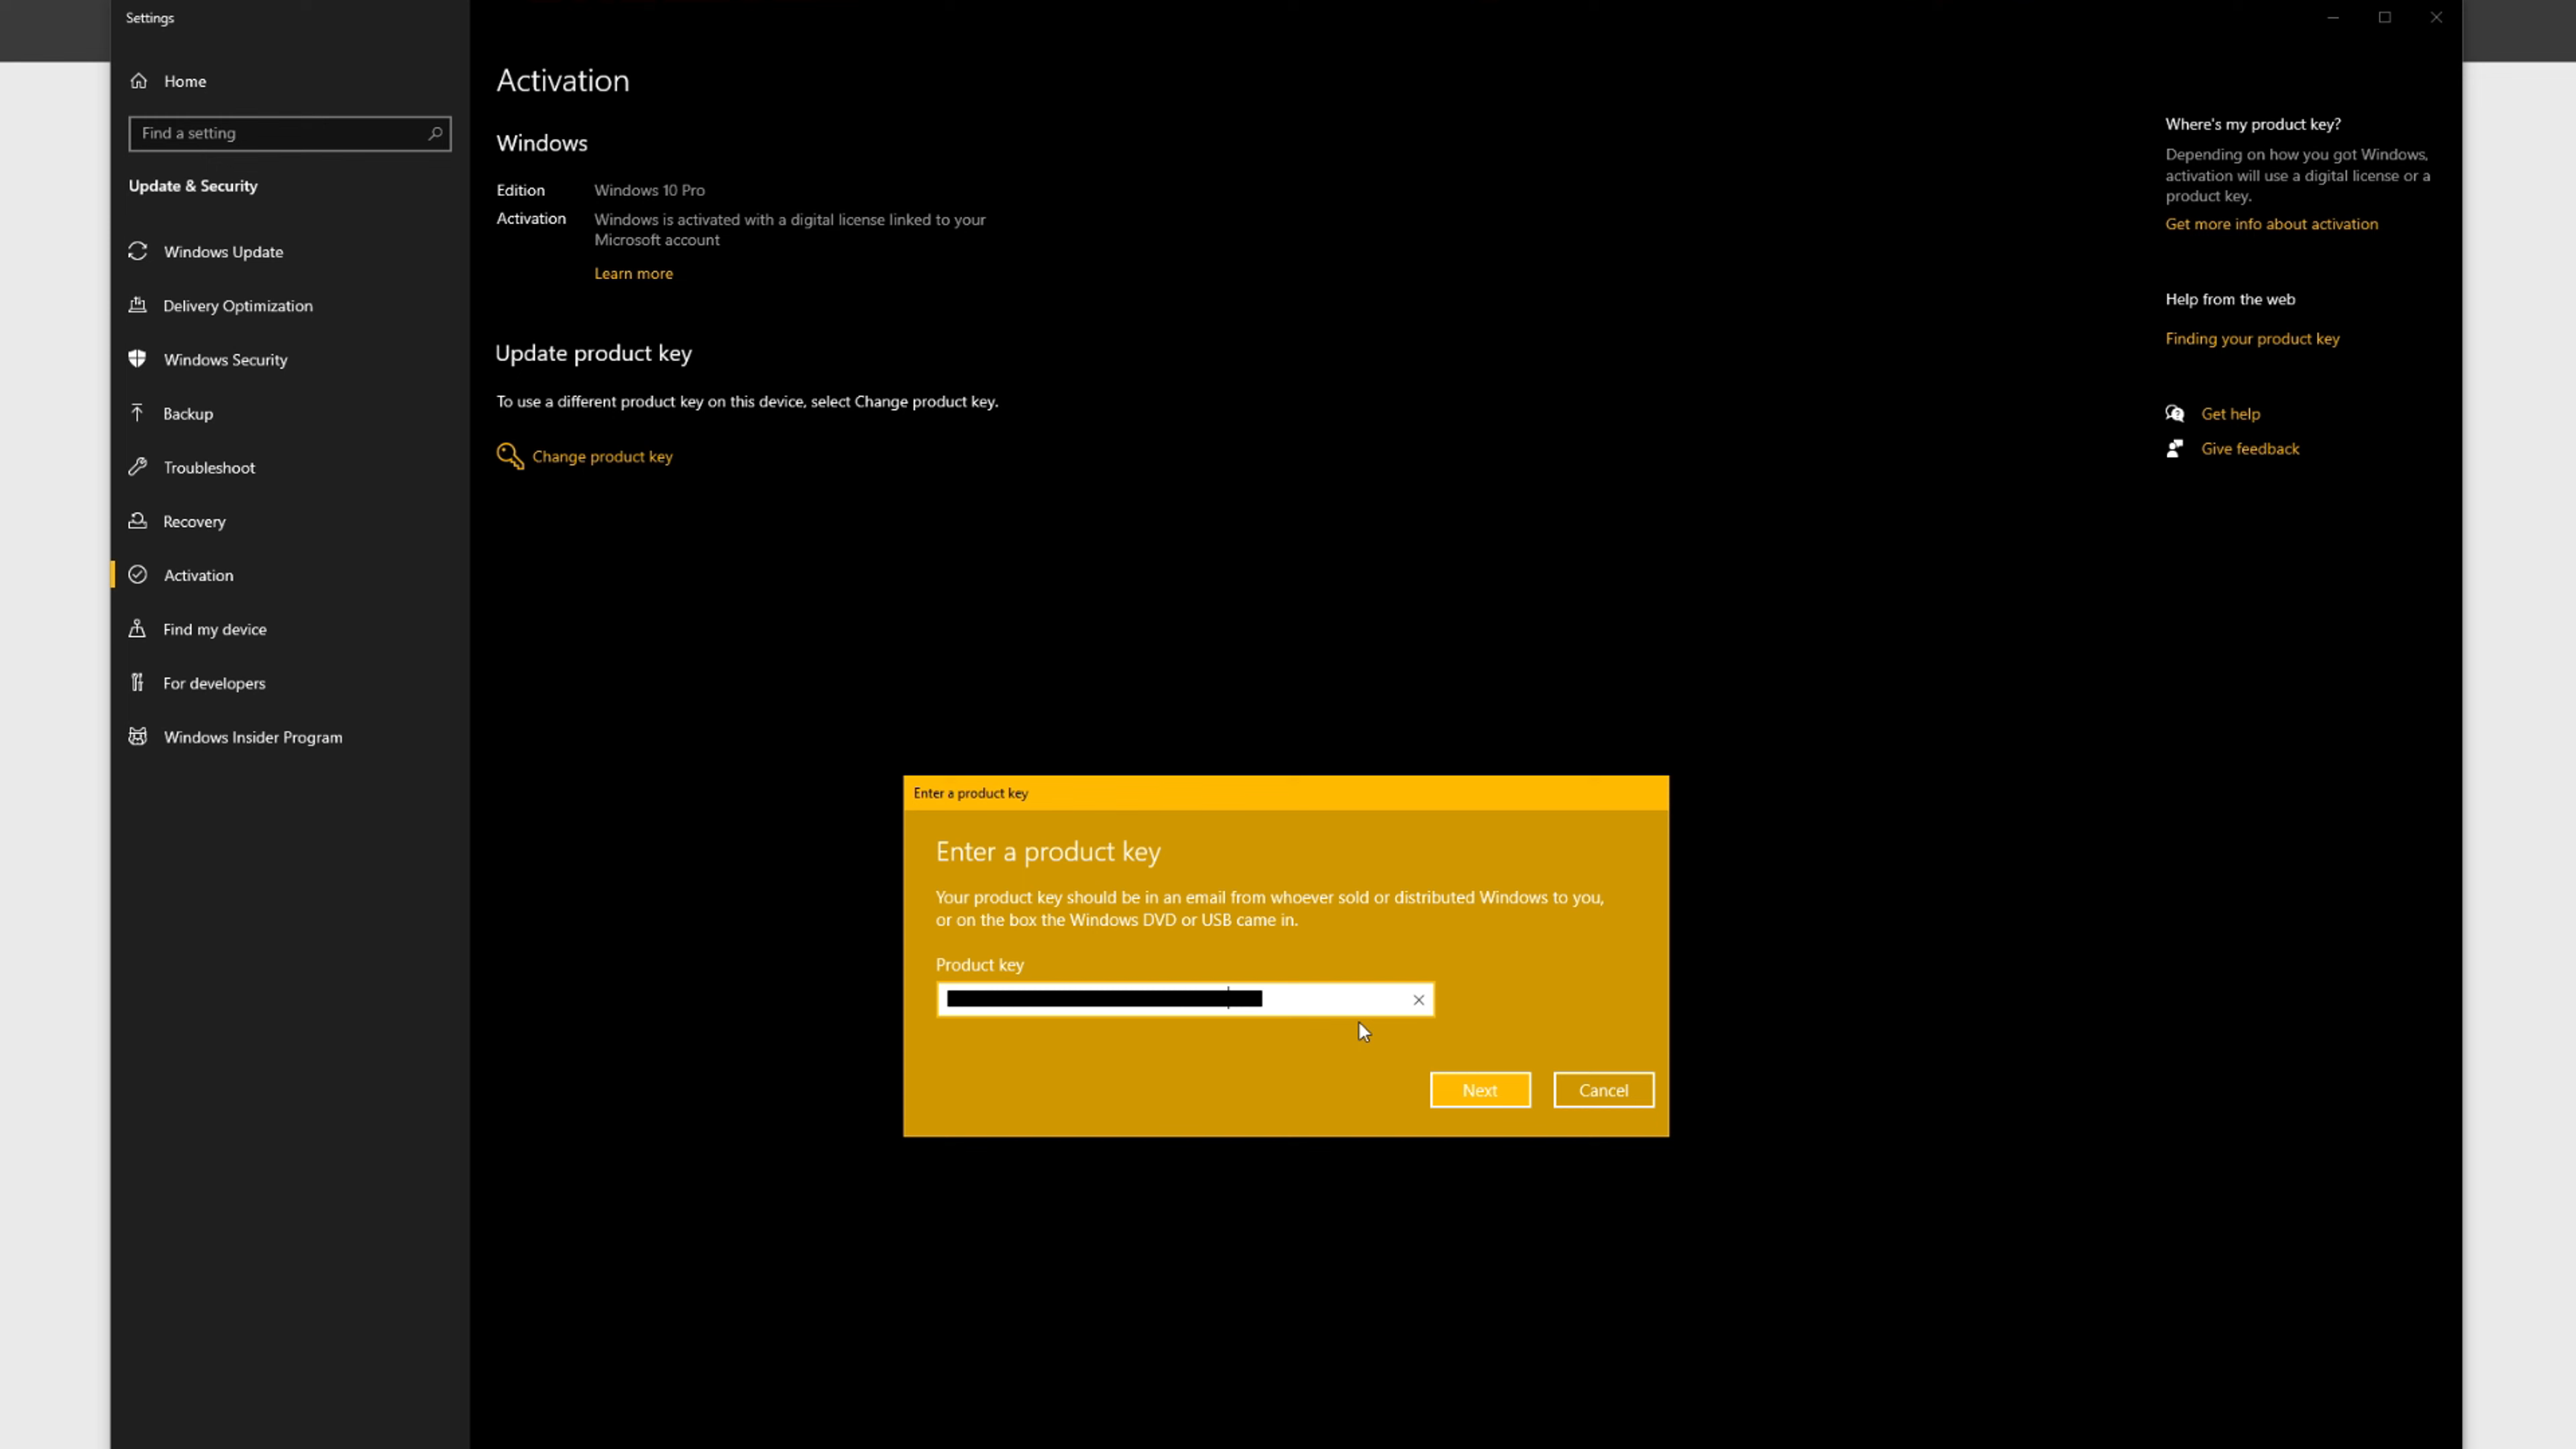 Settings
Home
Find a setting
Update & Security
Windows Update
Delivery Optimization
Windows Security
Backup
Troubleshoot
Recovery
Activation
Find my device
For developers
Windows Insider Program
Activation
Windows
Edition Windows 10 Pro
Activation Windows is activated with a digital license linked to your
Microsoft account
Learn more
Update product key
To use a different product key on this device, select Change product key.
Change product key
Where's my product key?
Depending on how you got Windows,
activation will use a digital license or a
product key.
Get more info about activation
Help from the web
Finding your product key
Get help
Give feedback
Enter a product key
Enter a product key
Your product key should be in an email from whoever sold or distributed Windows to you,
or on the box the Windows DVD or USB came in.
Product key
Next Cancel